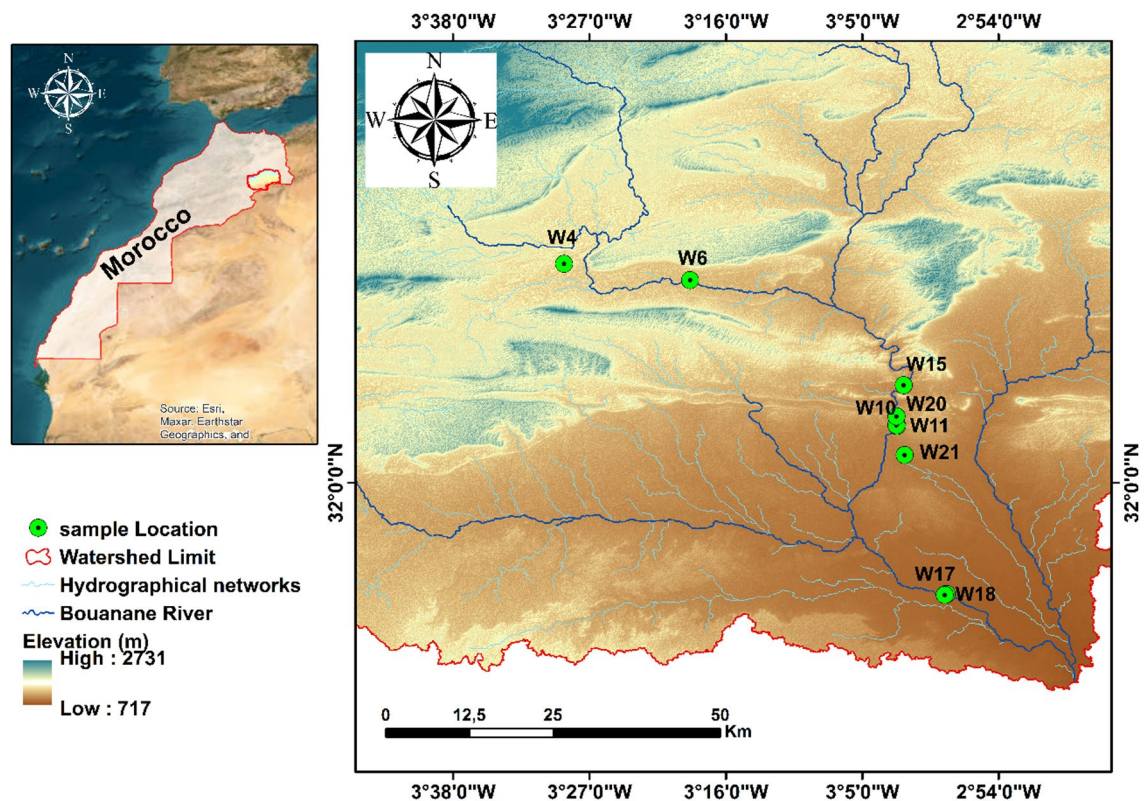 N
W E
S
Morocco
Source: Esri,
Maxar, Earthstar
Geographics, and
sample Location
Watershed Limit
Hydrographical networks
Bouanane River
Elevation (m)
High : 2731
Low : 717
3°38'0"W 3°27'0"W 3°16'0"W 3°5'0"W 2°54'0"W
N
W E
S
W4
W6
W15
W10 W20
W11
W21
W17
W18
32°0'0"N
32°0'0"N
0 12,5 25 50
Km
3°38'0"W 3°27'0"W 3°16'0"W 3°5'0"W 2°54'0"W